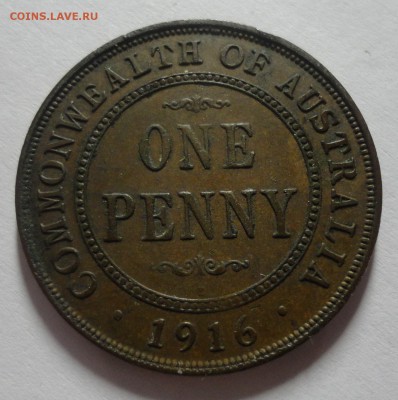 COINS.LAVE.RU
COMMONWEALTH OF AUSTRALIA
ONE
PENNY
· 1916 ·